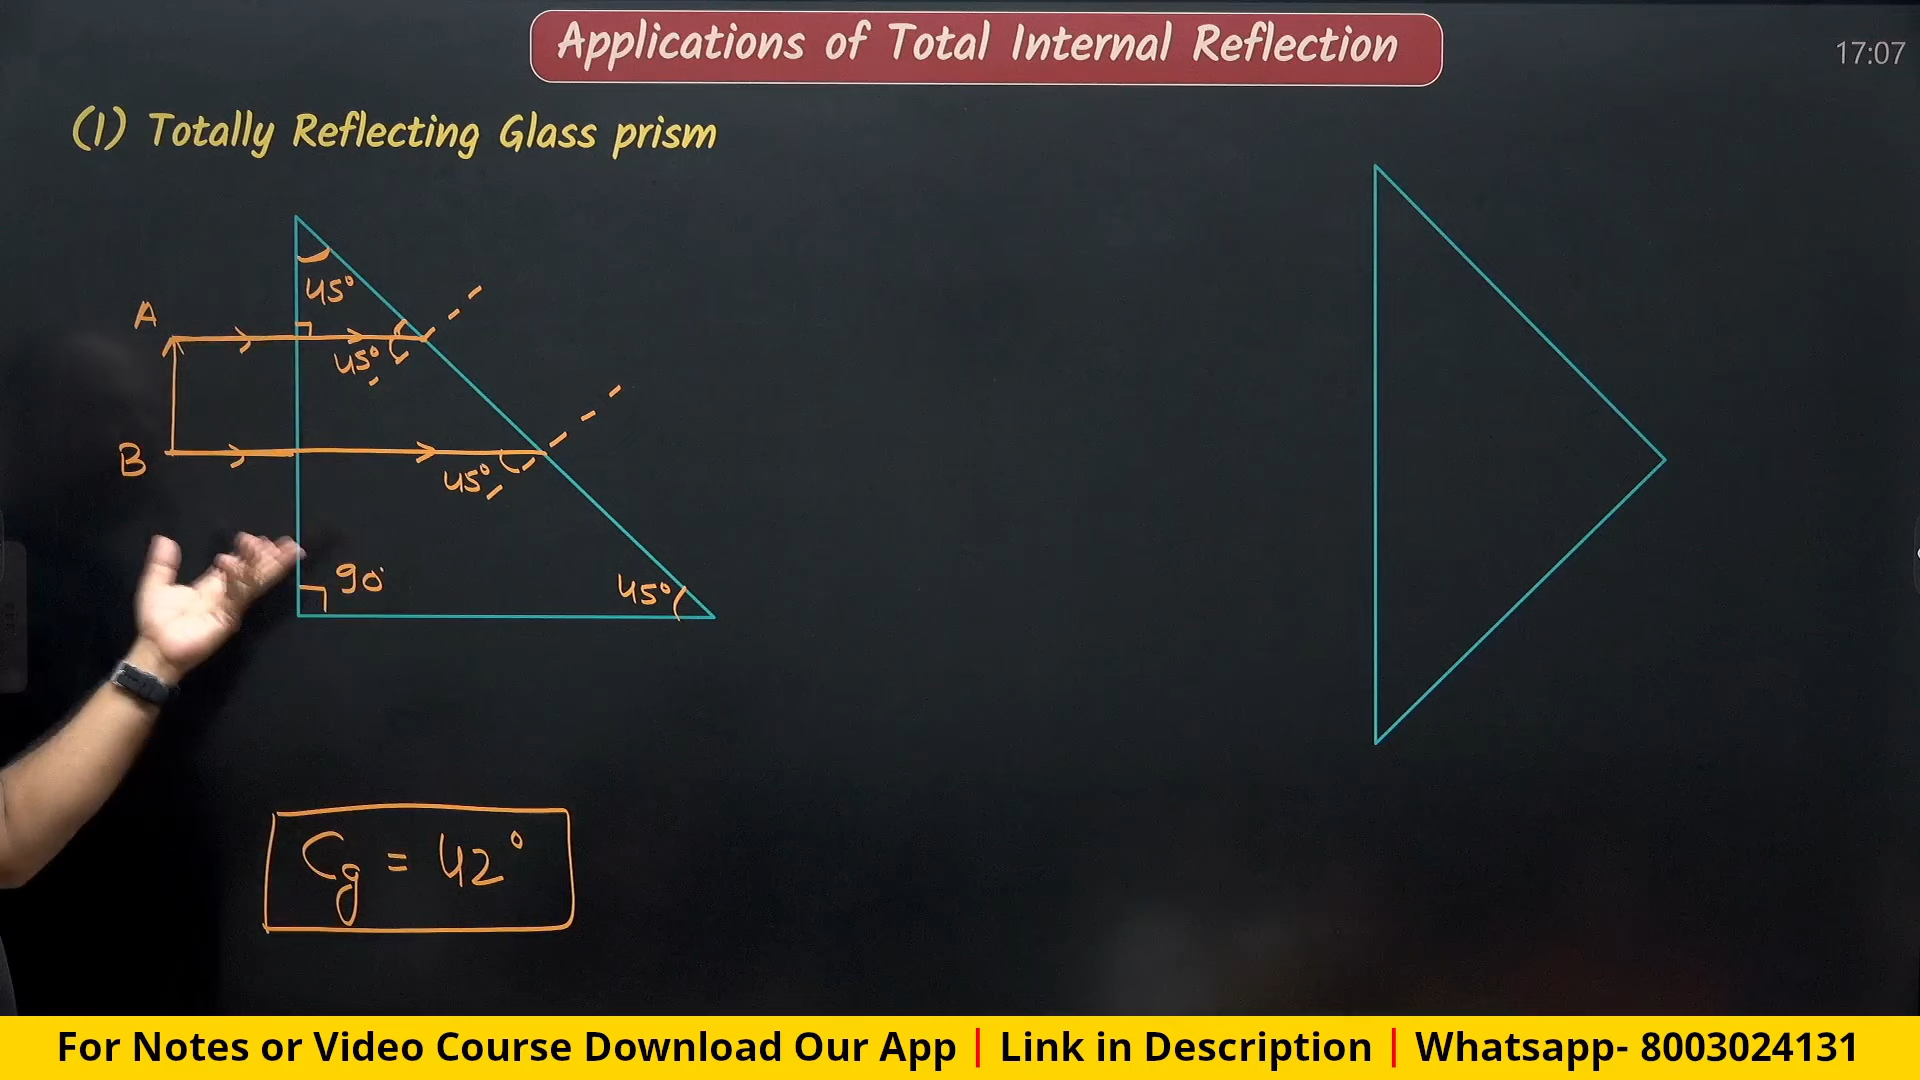 Applications of Total Internal Reflection
17:07
(1) Totally Reflecting Glass prism
45°
A
45°
B
45°
90°
45°
Cg = 42°
For Notes or Video Course Download Our App | Link in Description | Whatsapp- 8003024131